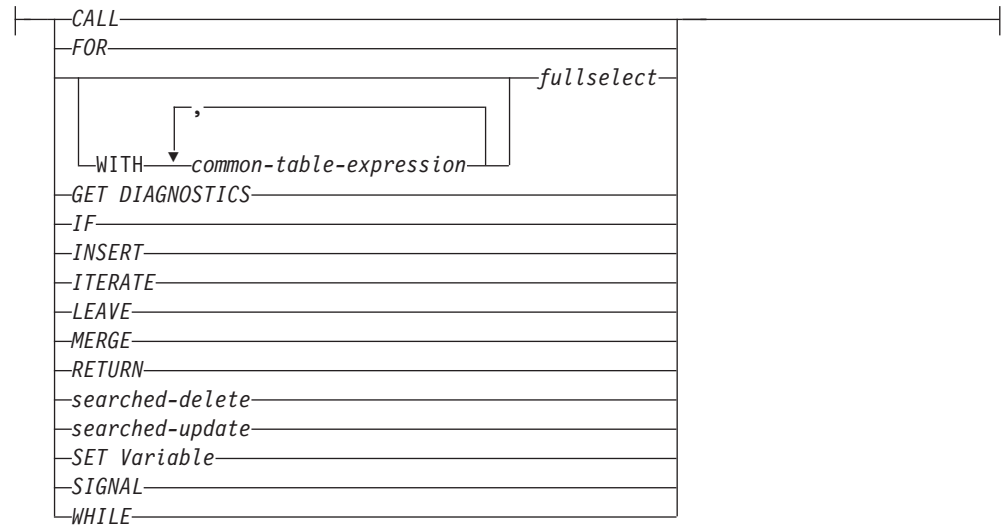 CALL
FOR
fullselect
,
WITH common-table-expression
GET DIAGNOSTICS
IF
INSERT
ITERATE
LEAVE
MERGE
RETURN
searched-delete
searched-update
SET Variable
SIGNAL
WHILE